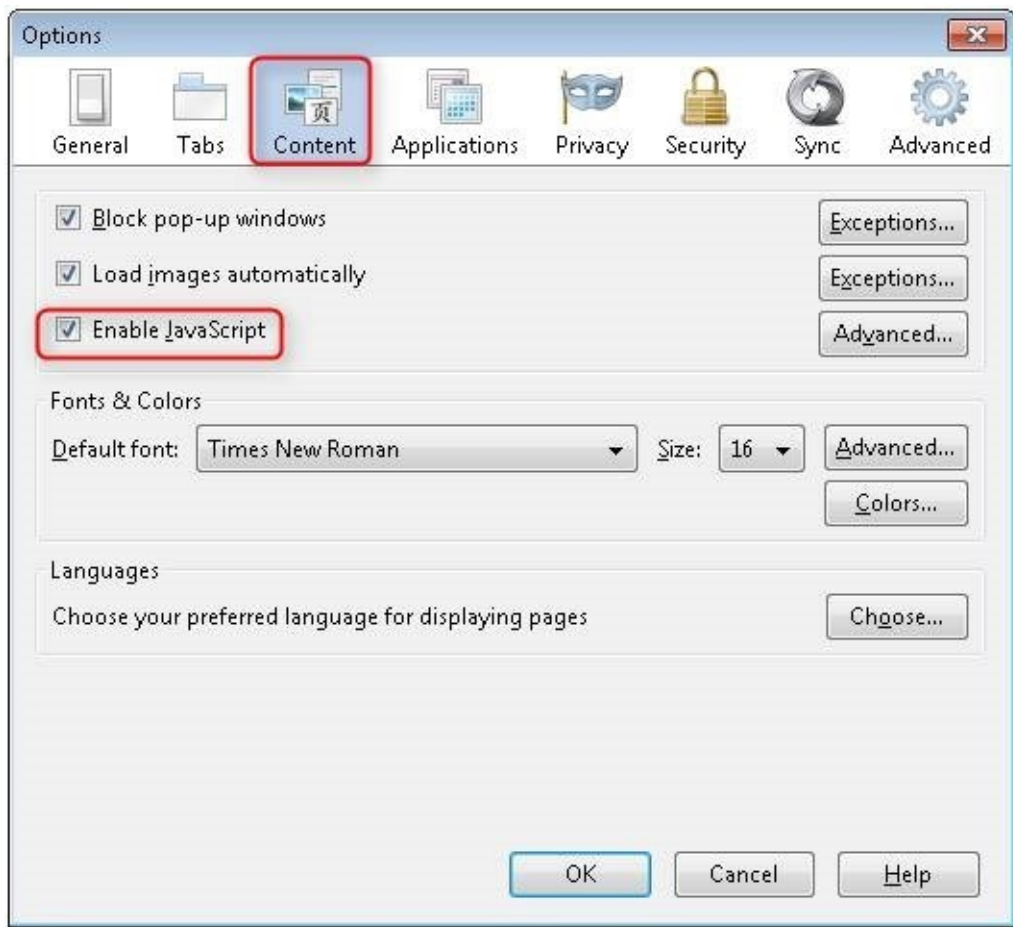 Options
General Tabs Content Applications Privacy Security Sync Advanced
页
Block pop-up windows Exceptions...
Load images automatically Exceptions...
Enable JavaScript Advanced...
Fonts & Colors
Default font: Times New Roman Size: 16 Advanced...
Colors...
Languages
Choose your preferred language for displaying pages Choose...
OK Cancel Help